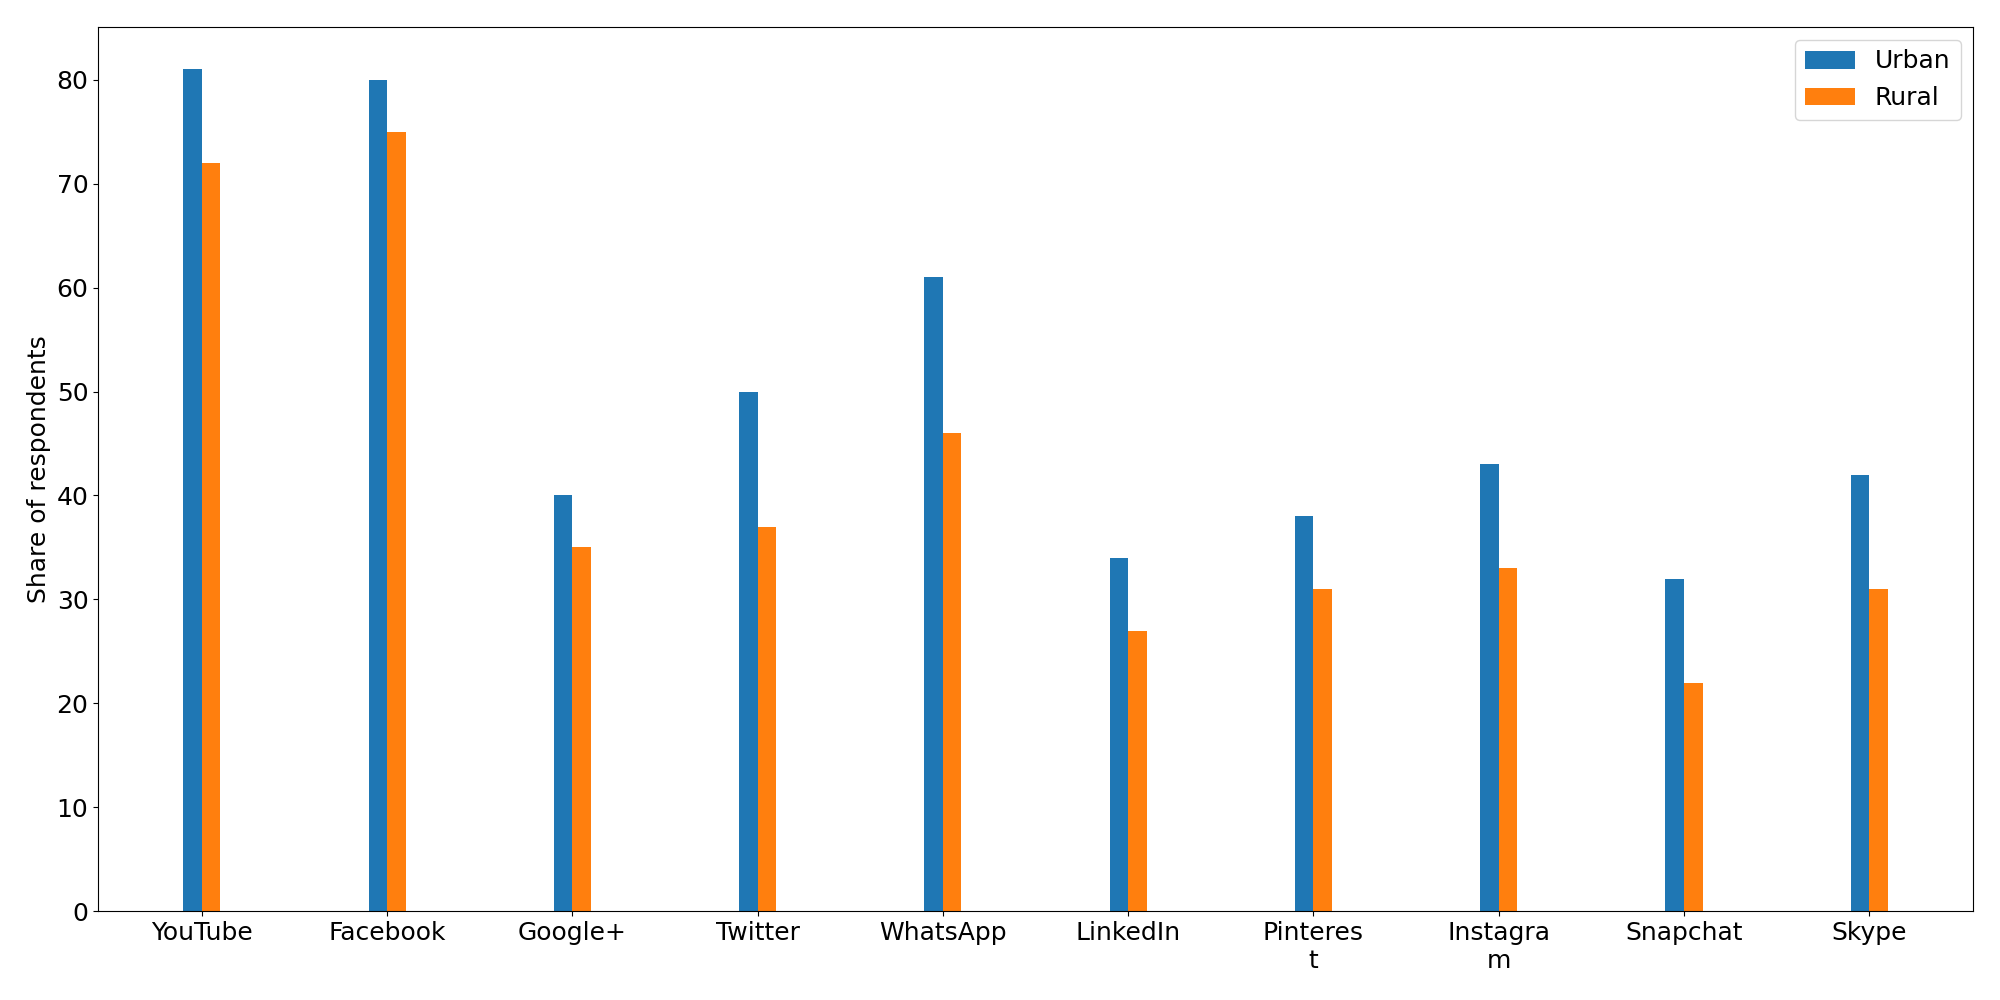 Urban
Rural
Share of respondents
80
70
60
50
40
30
20
10
0
YouTube
Facebook
Google+
Twitter
WhatsApp
LinkedIn
Pinteres
t
Instagra
m
Snapchat
Skype